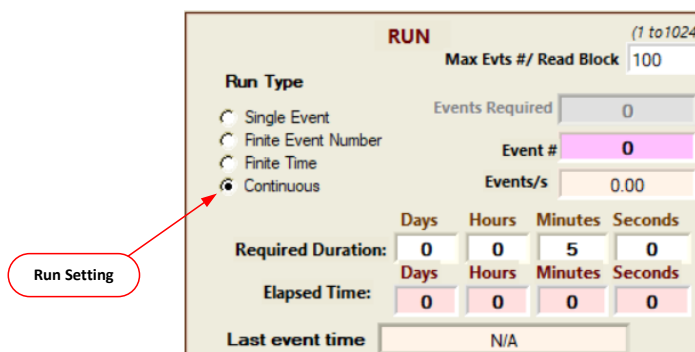 RUN
(1 to1024
Max Evts #/ Read Block 100
Run Type
Single Event
Finite Event Number
Finite Time
Continuous
Events Required 0
Event # 0
Events/s 0.00
Days Hours Minutes Seconds
Required Duration: 0 0 5 0
Days Hours Minutes Seconds
Elapsed Time: 0 0 0 0
Last event time N/A
Run Setting